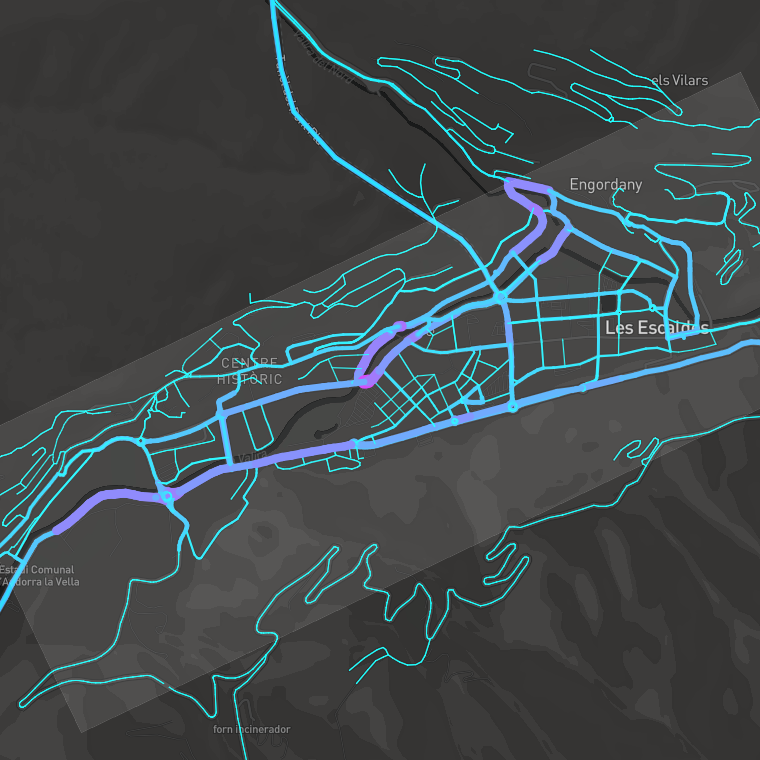 els Vilars
Engordany
Les Escaldes
CENTRE
HISTÒRIC
Estadi Comunal
d'Andorra la Vella
forn incinerador